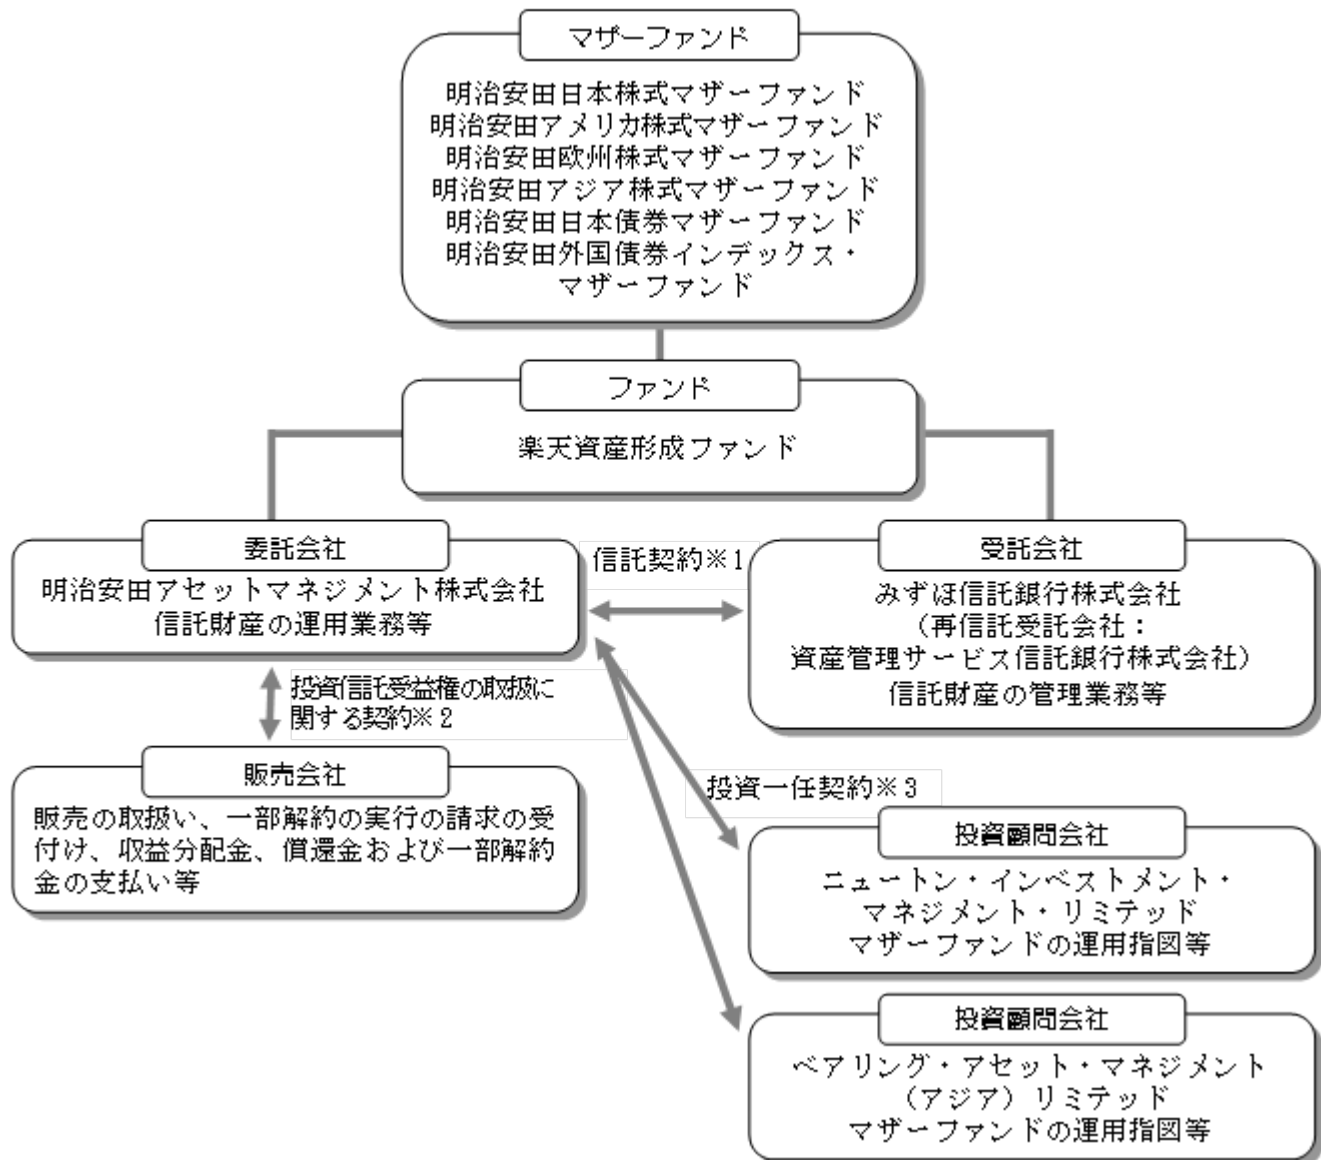 マザーファンド
明治安田日本株式マザーファンド
明治安田アメリカ株式マザーファンド
明治安田欧州株式マザーファンド
明治安田アジア株式マザーファンド
明治安田日本債券マザーファンド
明治安田外国債券インデックス・
マザーファンド
ファンド
楽天資産形成ファンド
委託会社
明治安田アセットマネジメント株式会社
信託財産の運用業務等
信託契約※1
受託会社
みずほ信託銀行株式会社
（再信託受託会社：
資産管理サービス信託銀行株式会社）
信託財産の管理業務等
投資信託受益権の取扱に
関する契約※2
販売会社
販売の取扱い、一部解約の実行の請求の受
付け、収益分配金、償還金および一部解約
金の支払い等
投資一任契約※3
投資顧問会社
ニュートン・インベストメント・
マネジメント・リミテッド
マザーファンドの運用指図等
投資顧問会社
ベアリング・アセット・マネジメント
（アジア）リミテッド
マザーファンドの運用指図等